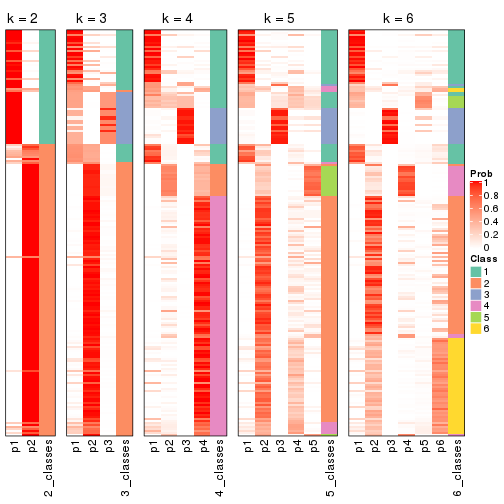 k = 2
k = 3
k = 4
k = 5
k = 6
p1
p2
2_classes
p1
p2
p3
3_classes
p1
p2
p3
p4
4_classes
p1
p2
p3
p4
p5
5_classes
p1
p2
p3
p4
p5
p6
6_classes
Prob
1
0.8
0.6
0.4
0.2
0
Class
1
2
3
4
5
6